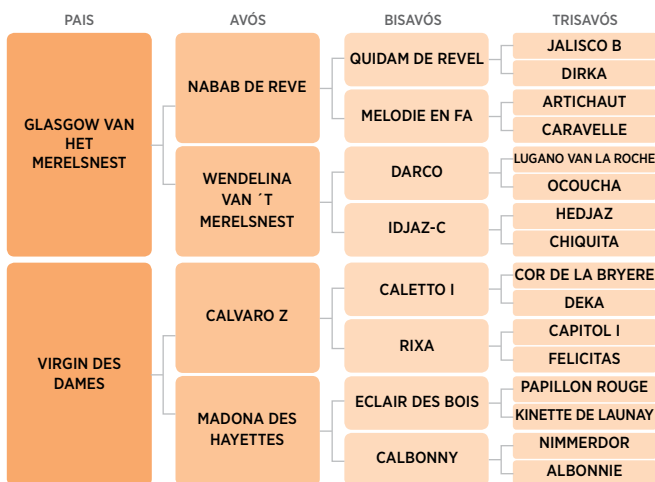 PAIS
AVÓS
BISAVÓS
TRISAVÓS
GLASGOW VAN
HET
MERELSNEST
NABAB DE REVE
QUIDAM DE REVEL
JALISCO B
DIRKA
MELODIE EN FA
ARTICHAUT
CARAVELLE
WENDELINA
VAN ´T
MERELSNEST
DARCO
LUGANO VAN LA ROCHE
OCOUCHA
IDJAZ-C
HEDJAZ
CHIQUITA
VIRGIN DES
DAMES
CALVARO Z
CALETTO I
COR DE LA BRYERE
DEKA
RIXA
CAPITOL I
FELICITAS
MADONA DES
HAYETTES
ECLAIR DES BOIS
PAPILLON ROUGE
KINETTE DE LAUNAY
CALBONNY
NIMMERDOR
ALBONNIE